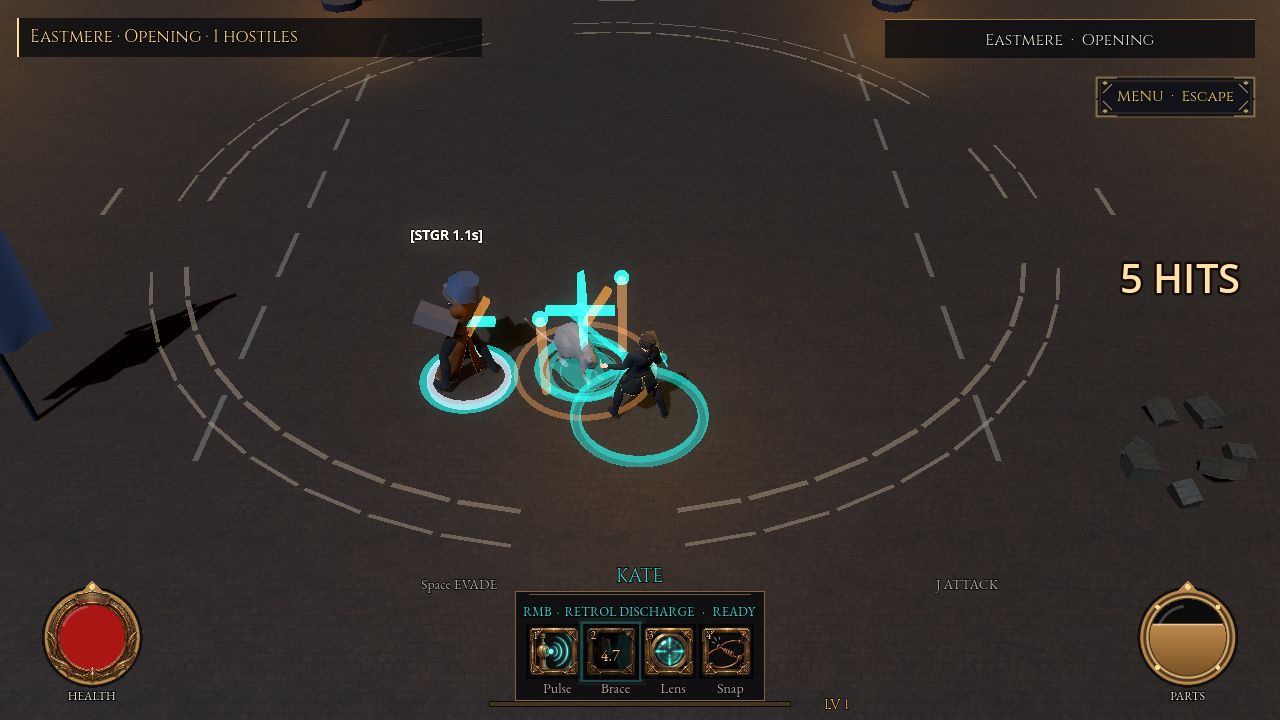 EASTMERE · OPENING · 1 HOSTILES
EASTMERE · OPENING
MENU · ESCAPE
[STGR 1.1s]
5 HITS
Space EVADE
J ATTACK
KATE
RMB · RETROL DISCHARGE · READY
1 2 3 4
4.7
Pulse Brace Lens Snap
HEALTH
PARTS
LV 1